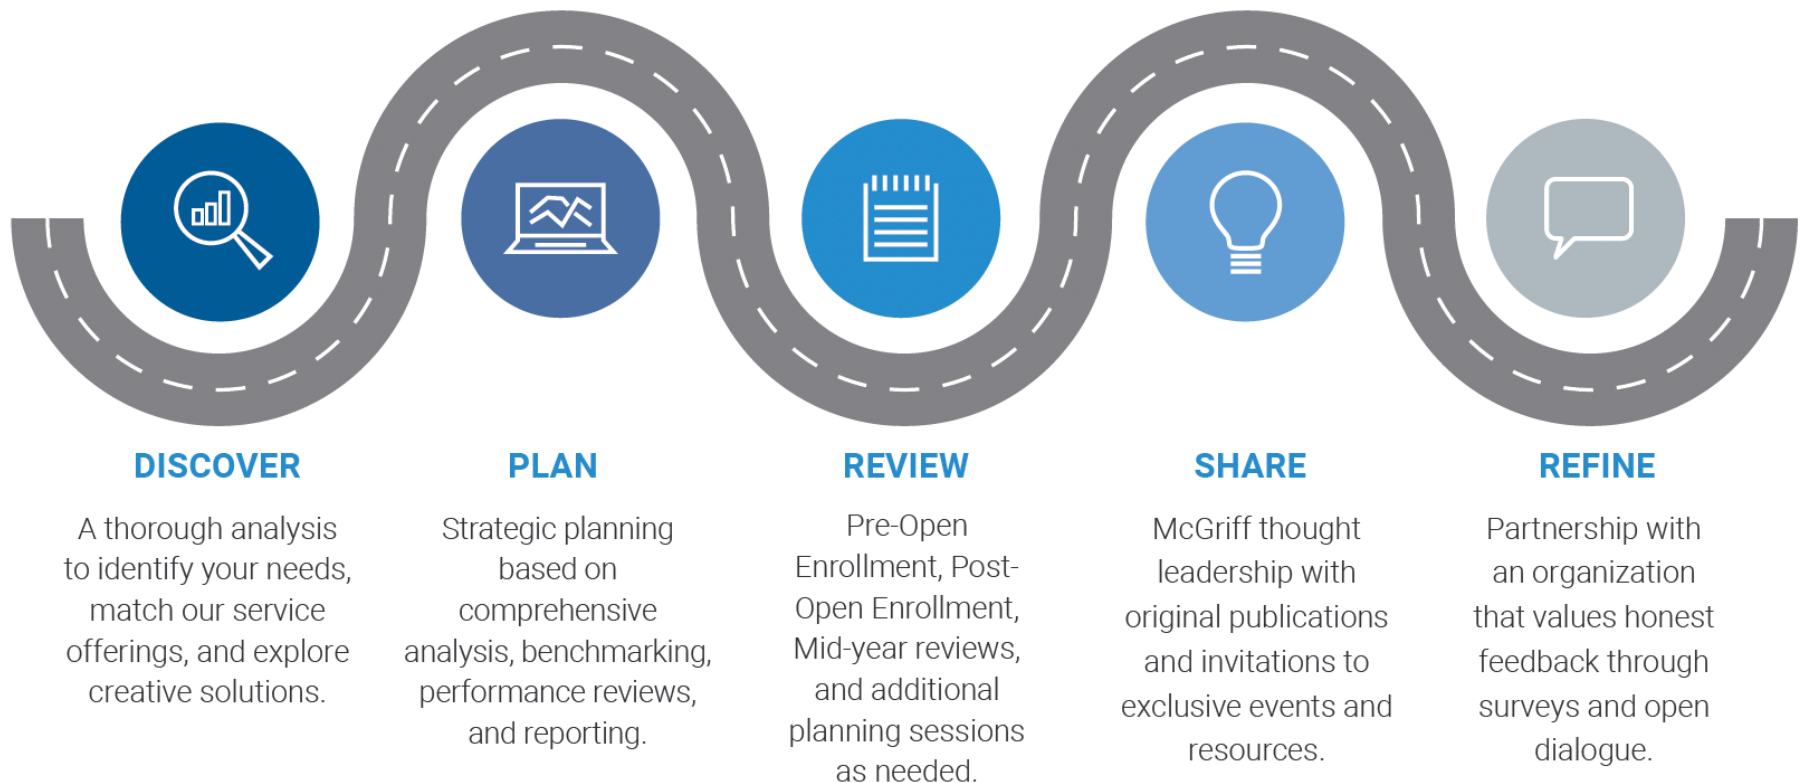 DISCOVER
A thorough analysis
to identify your needs,
match our service
offerings, and explore
creative solutions.
PLAN
Strategic planning
based on
comprehensive
analysis, benchmarking,
performance reviews,
and reporting.
REVIEW
Pre-Open
Enrollment, Post-
Open Enrollment,
Mid-year reviews,
and additional
planning sessions
as needed.
SHARE
McGriff thought
leadership with
original publications
and invitations to
exclusive events and
resources.
REFINE
Partnership with
an organization
that values honest
feedback through
surveys and open
dialogue.